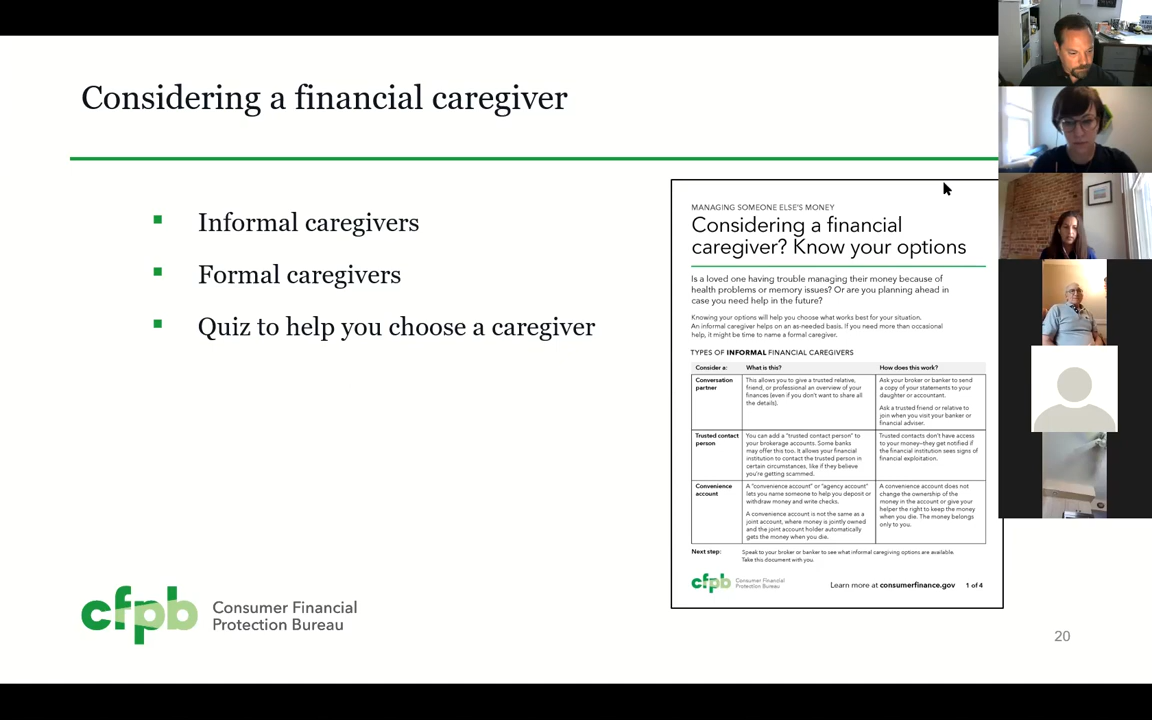 Considering a financial caregiver
Informal caregivers
Formal caregivers
Quiz to help you choose a caregiver
MANAGING SOMEONE ELSE'S MONEY
Considering a financial
caregiver? Know your options
Is a loved one having trouble managing their money because of
health problems or memory issues? Or are you planning ahead in
case you need help in the future?
Knowing your options will help you choose what works best for your situation.
An informal caregiver helps on an as-needed basis. If you need more than occasional
help, it might be time to name a formal caregiver.
TYPES OF INFORMAL FINANCIAL CAREGIVERS
Consider a: What is this? How does this work?
Conversation
partner
This allows you to give a trusted relative,
friend, or professional an overview of your
finances (even if you don't want to share all
the details).
Ask your broker or banker to send
a copy of your statements to your
daughter or accountant.
Ask a trusted friend or relative to
join when you visit your banker or
financial adviser.
Trusted contact
person
You can add a "trusted contact person" to
your brokerage accounts. Some banks
may offer this too. It allows your financial
institution to contact the trusted person in
certain circumstances, like if they believe
you're getting scammed.
Trusted contacts don't have access
to your money–they get notified if
the financial institution sees signs of
financial exploitation.
Convenience
account
A "convenience account" or "agency account"
lets you name someone to help you deposit or
withdraw money and write checks.
A convenience account is not the same as a
joint account, where money is jointly owned
and the joint account holder automatically
gets the money when you die.
A convenience account does not
change the ownership of the
money in the account or give your
helper the right to keep the money
when you die. The money belongs
only to you.
Next step: Speak to your broker or banker to see what informal caregiving options are available.
Take this document with you.
cfpb Consumer Financial
Protection Bureau
Learn more at consumerfinance.gov 1 of 4
cfpb Consumer Financial
Protection Bureau
20